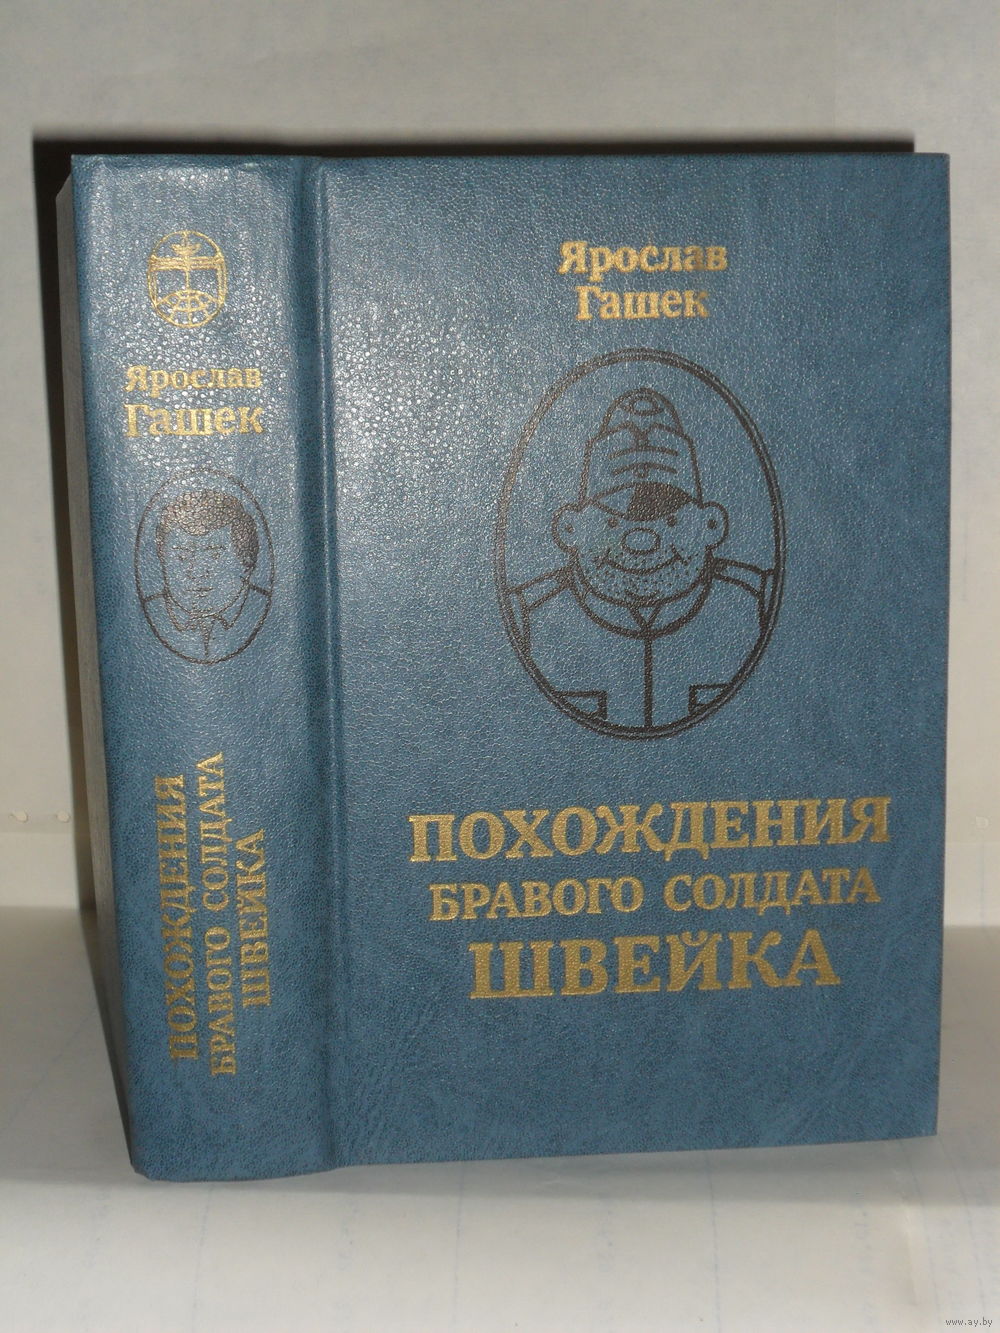 Ярослав
Гашек
ПОХОЖДЕНИЯ
БРАВОГО СОЛДАТА
ШВЕЙКА
Ярослав
Гашек
ПОХОЖДЕНИЯ
БРАВОГО СОЛДАТА
ШВЕЙКА
www.ay.by